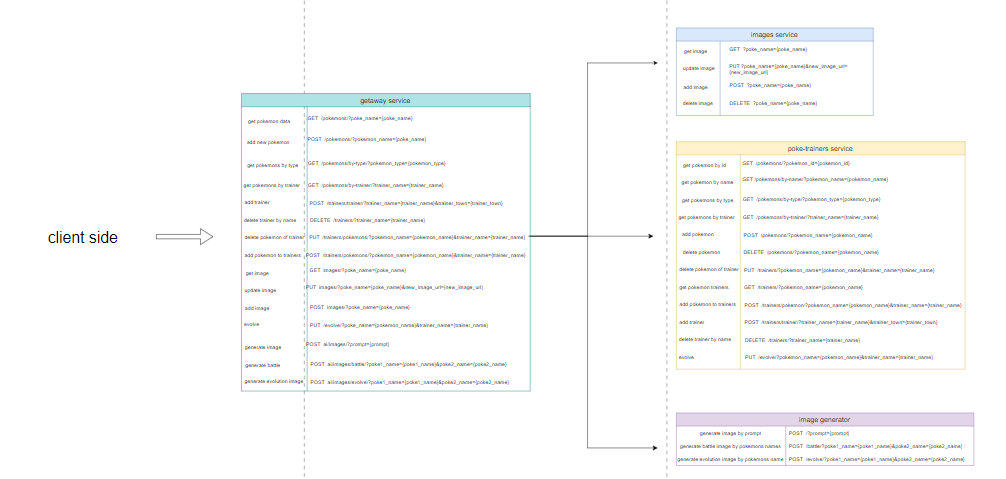 client side
getaway service
get pokemon data GET /pokemons/?poke_name={poke_name}
add new pokemon POST /pokemons/?pokemon_name={poke_name}
get pokemons by type GET /pokemons/by-type/?pokemon_type={pokemon_type}
get pokemons by trainer GET /pokemons/by-trainer/?trainer_name={trainer_name}
add trainer POST /trainers/trainer/?trainer_name={trainer_name}&trainer_town={trainer_town}
delete trainer by name DELETE /trainers/?trainer_name={trainer_name}
delete pokemon of trainer PUT /trainers/pokemons/?pokemon_name={pokemon_name}&trainer_name={trainer_name}
add pokemon to trainers POST /trainers/pokemons/?pokemon_name={pokemon_name}&trainer_name={trainer_name}
get image GET images/?poke_name={poke_name}
update image PUT images/?poke_name={poke_name}&new_image_url={new_image_url}
add image POST images/?poke_name={poke_name}
evolve PUT /evolve/?poke_name={pokemon_name}&trainer_name={trainer_name}
generate image POST ai/images/?prompt={prompt}
generate battle POST ai/images/battle/?poke1_name={poke1_name}&poke2_name={poke2_name}
generate evolution image POST ai/images/evolve/?poke1_name={poke1_name}&poke2_name={poke2_name}
images service
get image GET ?poke_name={poke_name}
update image PUT ?poke_name={poke_name}&new_image_url=
{new_image_url}
add image POST ?poke_name={poke_name}
delete image DELETE ?poke_name={poke_name}
poke-trainers service
get pokemon by id GET /pokemons/?pokemon_id={pokemon_id}
get pokemon by name GET /pokemons/by-name/?pokemon_name={pokemon_name}
get pokemons by type GET /pokemons/by-type/?pokemon_type={pokemon_type}
get pokemons by trainer GET /pokemons/by-trainer/?trainer_name={trainer_name}
add pokemon POST /pokemons/?pokemon_name={pokemon_name}
delete pokemon DELETE /pokemons/?pokemon_name={pokemon_name}
delete pokemon of trainer PUT /trainers/?pokemon_name={pokemon_name}&trainer_name={trainer_name}
get pokemon trainers GET /trainers/?pokemon_name={pokemon_name}
add pokemon to trainers POST /trainers/pokemon/?pokemon_name={pokemon_name}&trainer_name={trainer_name}
add trainer POST /trainers/trainer/?trainer_name={trainer_name}&trainer_town={trainer_town}
delete trainer by name DELETE /trainers/?trainer_name={trainer_name}
evolve PUT /evolve/?pokemon_name={pokemon_name}&trainer_name={trainer_name}
image generator
generate image by prompt POST /?prompt={prompt}
generate battle image by pokemons names POST /battle/?poke1_name={poke1_name}&poke2_name={poke2_name}
generate evolution image by pokemons name POST /evolve/?poke1_name={poke1_name}&poke2_name={poke2_name}